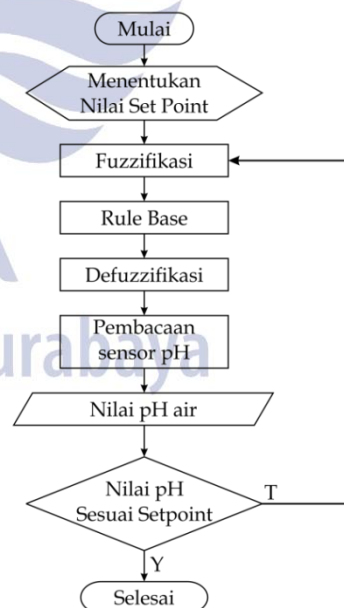 Mulai
Menentukan
Nilai Set Point
Fuzzifikasi
Rule Base
Defuzzifikasi
Pembacaan
sensor pH
urabaya
Nilai pH air
Nilai pH
Sesuai Setpoint
T
Y
Selesai